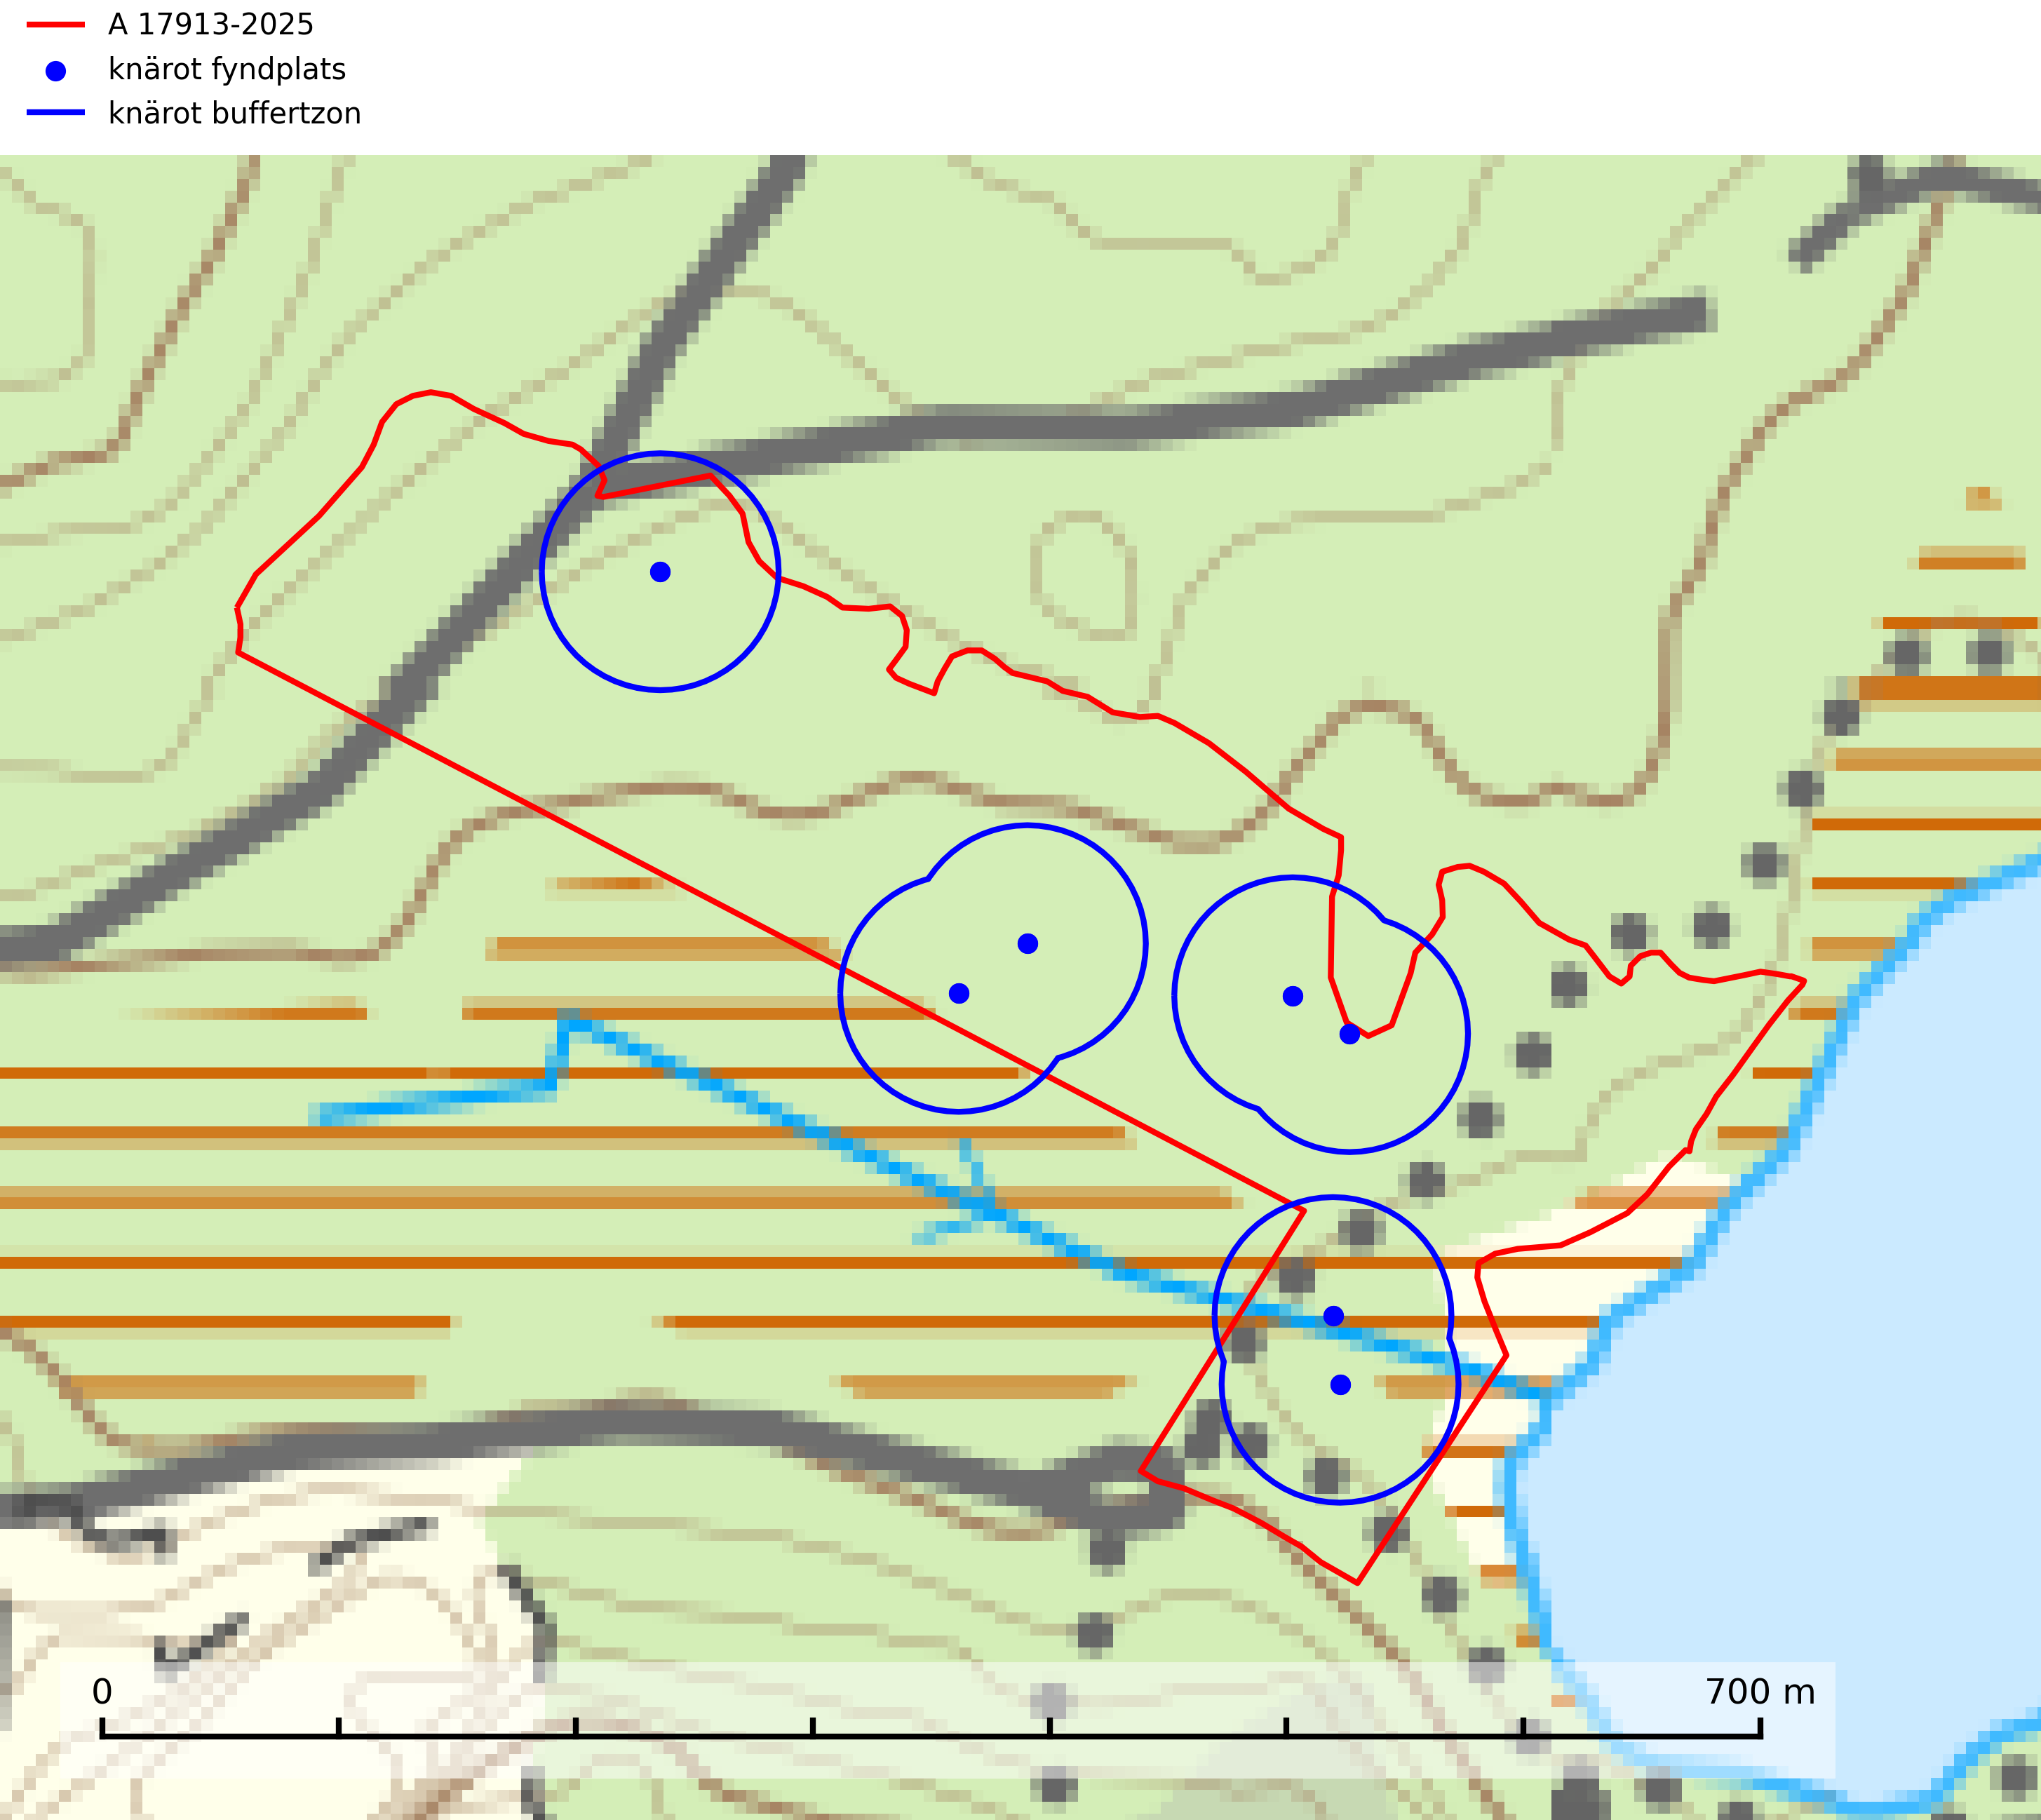 A 17913-2025
knärot fyndplats
knärot buffertzon
0
700 m